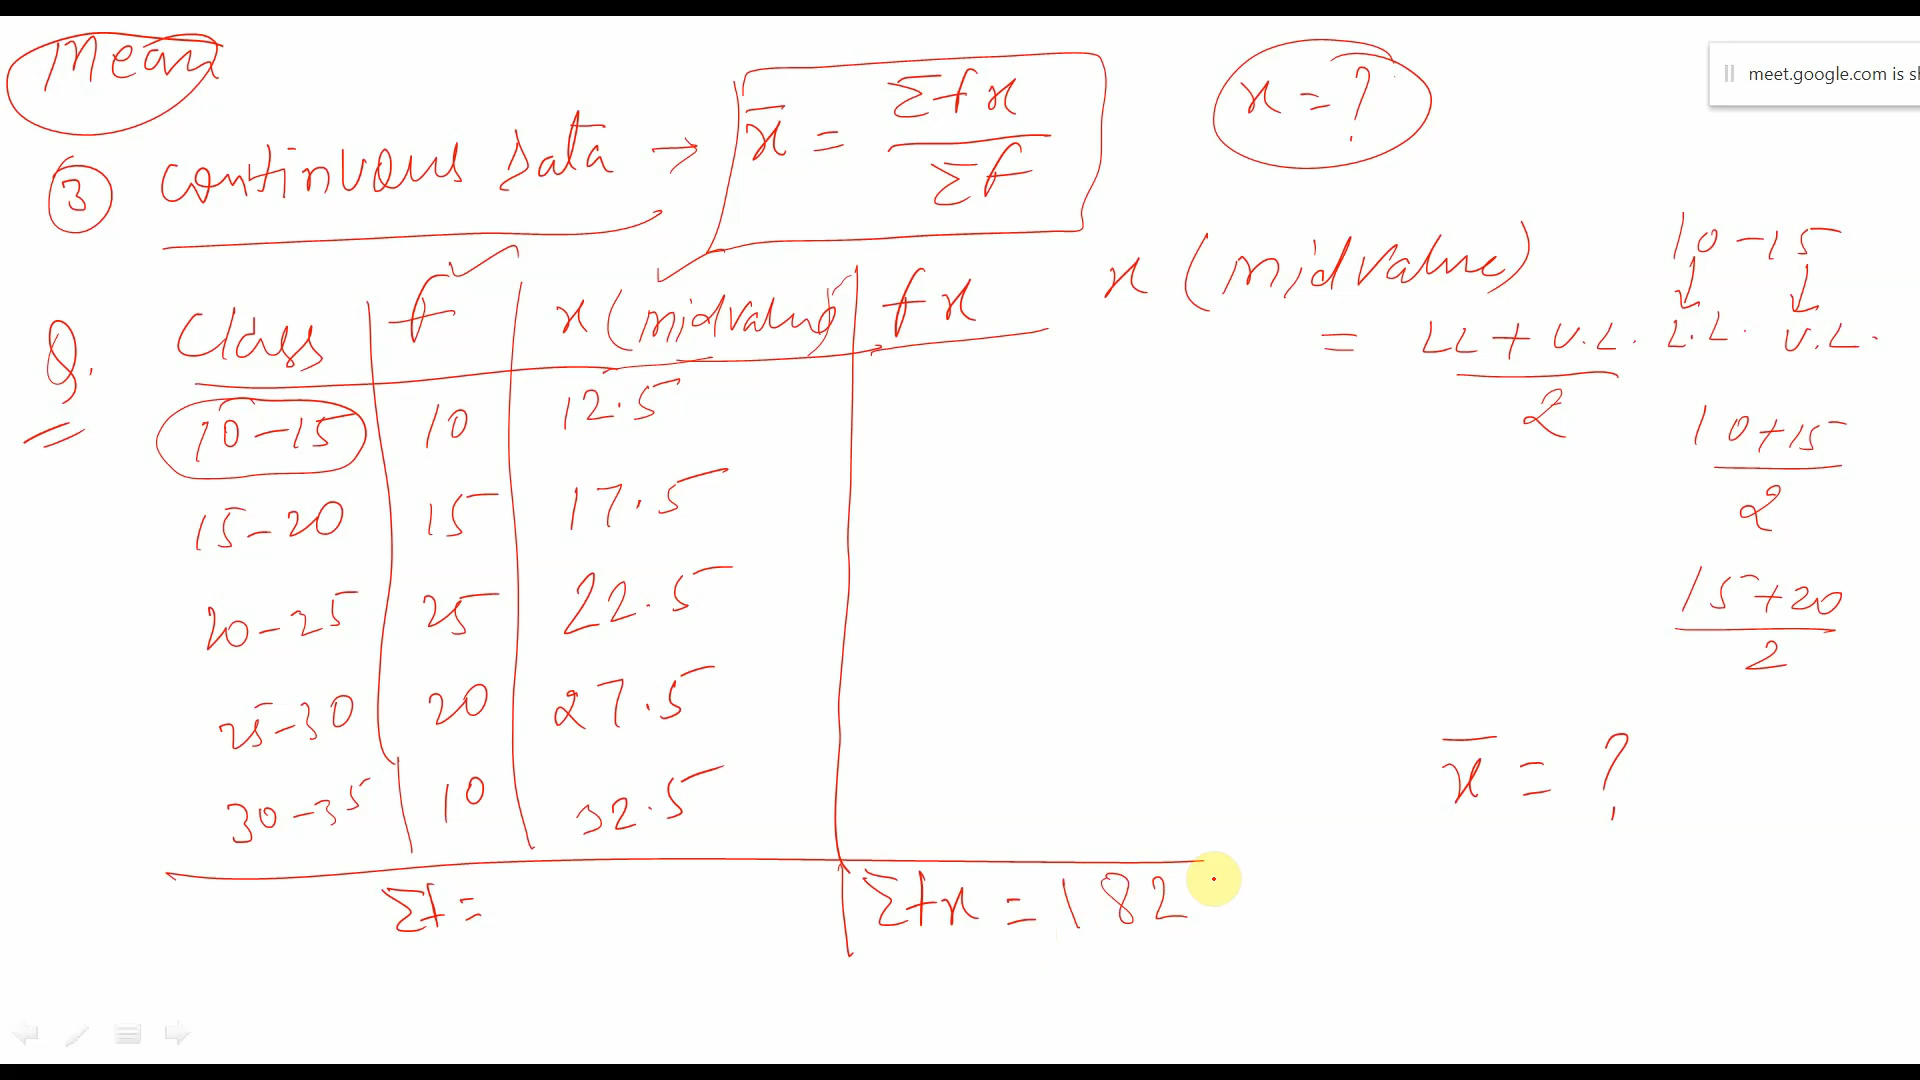 Mean
③ continuous data → x̄ = Σfx / Σf
x = ?
meet.google.com is sh
x (midvalue) = LL + U.L. / 2
10 – 15
L.L. U.L.
10+15 / 2
15+20 / 2
x̄ = ?
Q. Class f x (midvalue) fx
10–15 10 12.5
15–20 15 17.5
20–25 25 22.5
25–30 20 27.5
30–35 10 32.5
Σf = Σfx = 182